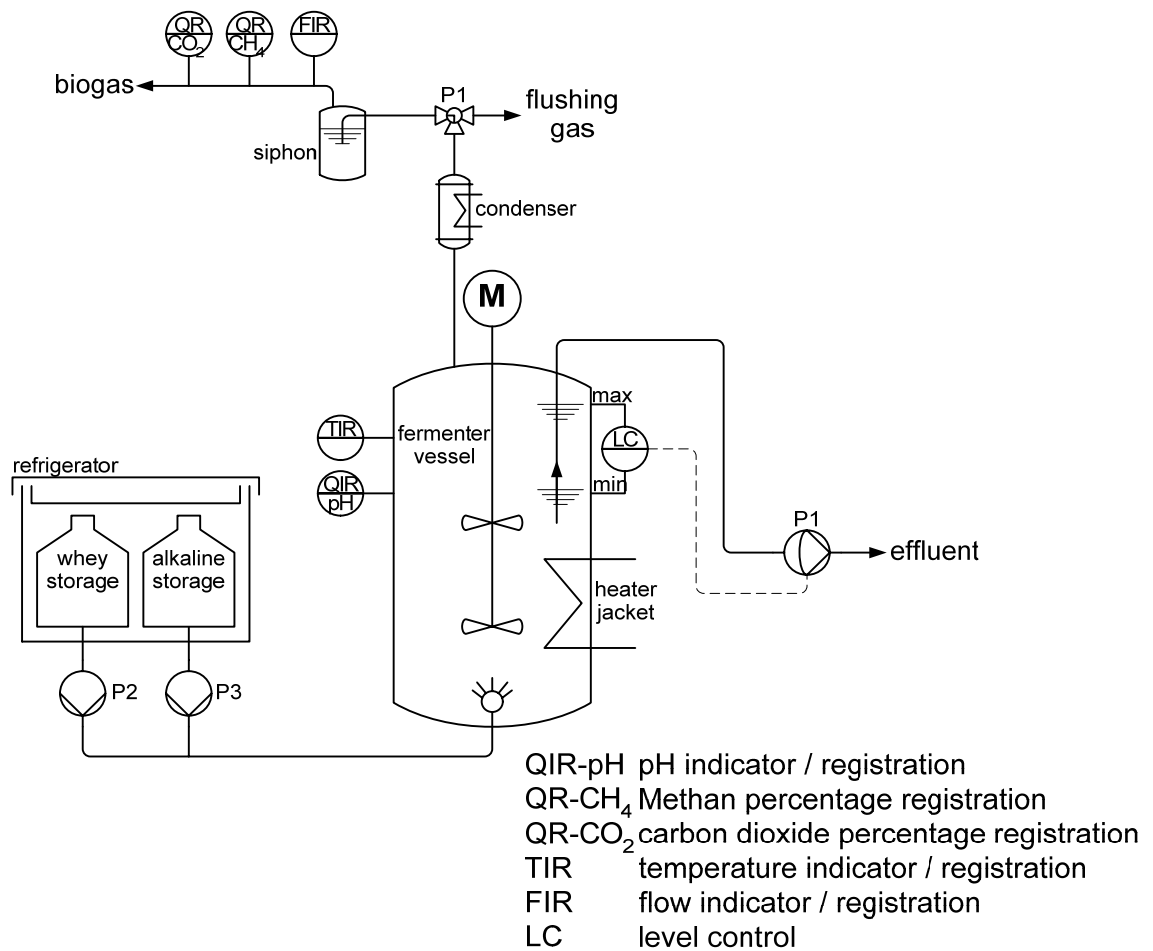 QR
CO2
QR
CH4
FIR
biogas
P1
flushing
gas
siphon
condenser
M
max
TIR
fermenter
vessel
LC
refrigerator
QIR
pH
min
P1
whey
storage
alkaline
storage
effluent
heater
jacket
P2
P3
QIR-pH pH indicator / registration
QR-CH4 Methan percentage registration
QR-CO2 carbon dioxide percentage registration
TIR temperature indicator / registration
FIR flow indicator / registration
LC level control